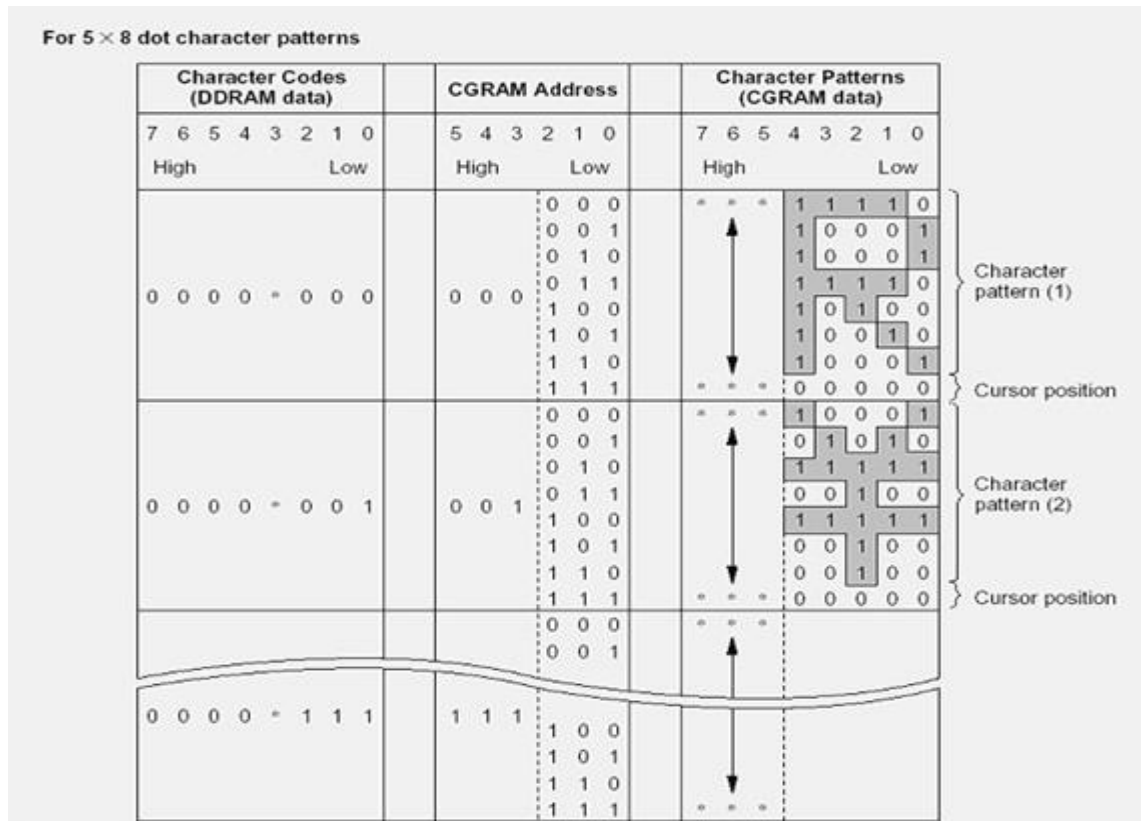 For 5 × 8 dot character patterns
Character Codes (DDRAM data) CGRAM Address Character Patterns (CGRAM data)
7 6 5 4 3 2 1 0 5 4 3 2 1 0 7 6 5 4 3 2 1 0
High Low High Low High Low
0 0 0 * * * 1 1 1 1 0
0 0 1 1 0 0 0 1
0 1 0 1 0 0 0 1
0 1 1 1 1 1 1 0 Character
0 0 0 0 * 0 0 0 0 0 0 pattern (1)
1 0 0 1 0 1 0 0
1 0 1 1 0 0 1 0
1 1 0 1 0 0 0 1
1 1 1 * * * 0 0 0 0 0 Cursor position
0 0 0 * * * 1 0 0 0 1
0 0 1 0 1 0 1 0
0 1 0 1 1 1 1 1
0 1 1 0 0 1 0 0 Character
0 0 0 0 * 0 0 1 0 0 1 pattern (2)
1 0 0 1 1 1 1 1
1 0 1 0 0 1 0 0
1 1 0 0 0 1 0 0
1 1 1 * * * 0 0 0 0 0 Cursor position
0 0 0 * * *
0 0 1
0 0 0 0 * 1 1 1 1 1 1
1 0 0
1 0 1
1 1 0
1 1 1 * * *